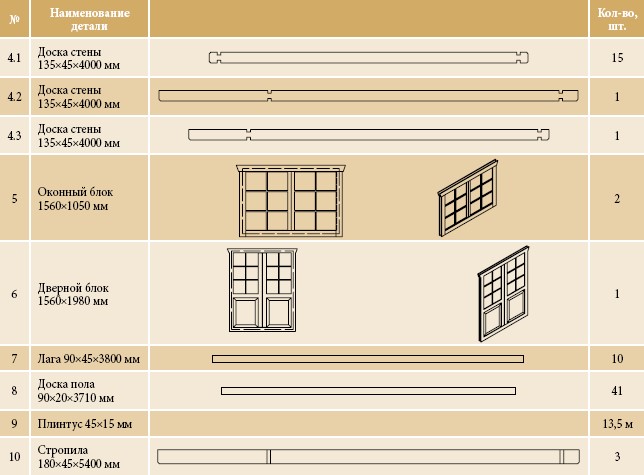 №
Наименование
детали
Кол-во,
шт.
4.1
Доска стены
135×45×4000 мм
15
4.2
Доска стены
135×45×4000 мм
1
4.3
Доска стены
135×45×4000 мм
1
5
Оконный блок
1560×1050 мм
2
6
Дверной блок
1560×1980 мм
1
7 Лага 90×45×3800 мм 10
8
Доска пола
90×20×3710 мм
41
9 Плинтус 45×15 мм 13,5 м
10
Стропила
180×45×5400 мм
3